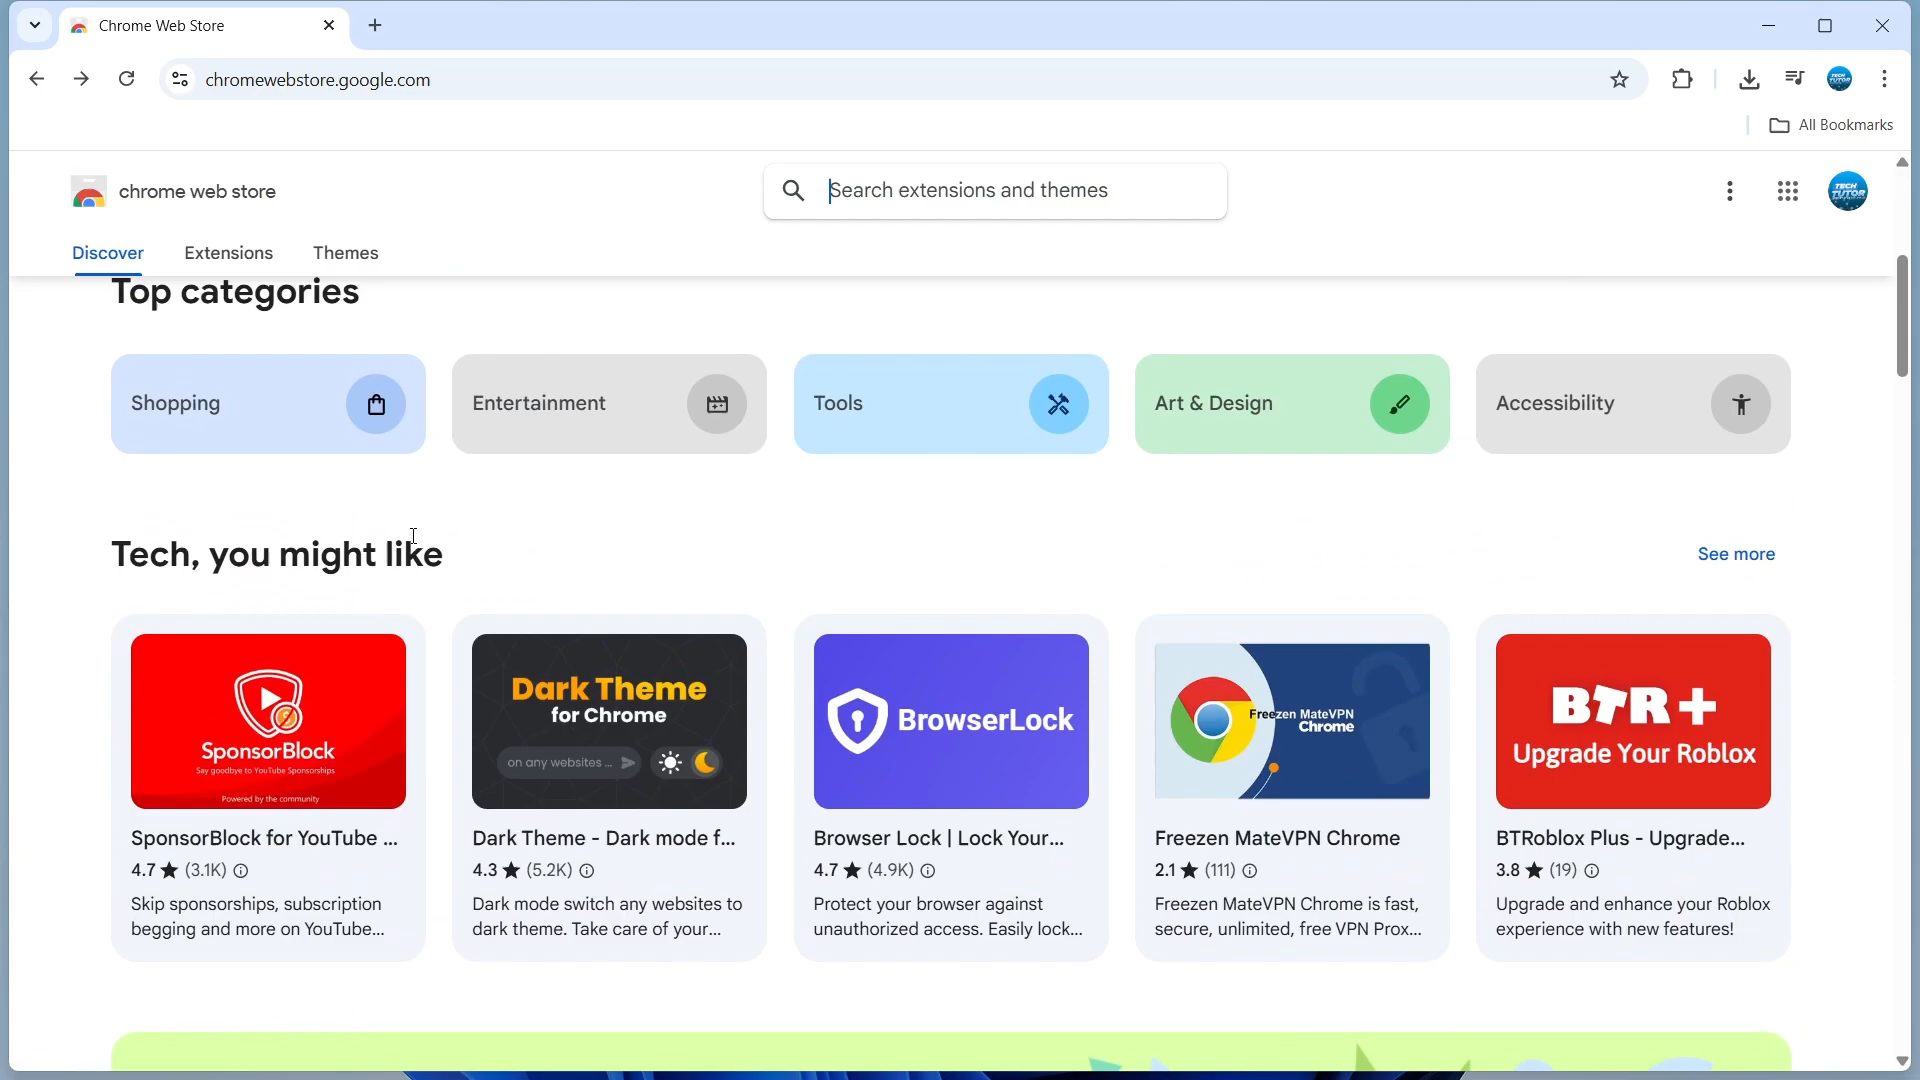 Chrome Web Store
chromewebstore.google.com
All Bookmarks
chrome web store
Search extensions and themes
TECH TUTOR
Discover Extensions Themes
Top categories
Shopping Entertainment Tools Art & Design Accessibility
Tech, you might like
See more
SponsorBlock
Say goodbye to YouTube Sponsorships
Powered by the community
Dark Theme
for Chrome
on any websites ...
BrowserLock
Freezen MateVPN
Chrome
BTR +
Upgrade Your Roblox
SponsorBlock for YouTube ...
4.7 ★ (3.1K)
Skip sponsorships, subscription
begging and more on YouTube...
Dark Theme - Dark mode f...
4.3 ★ (5.2K)
Dark mode switch any websites to
dark theme. Take care of your...
Browser Lock | Lock Your...
4.7 ★ (4.9K)
Protect your browser against
unauthorized access. Easily lock...
Freezen MateVPN Chrome
2.1 ★ (111)
Freezen MateVPN Chrome is fast,
secure, unlimited, free VPN Prox...
BTRoblox Plus - Upgrade...
3.8 ★ (19)
Upgrade and enhance your Roblox
experience with new features!